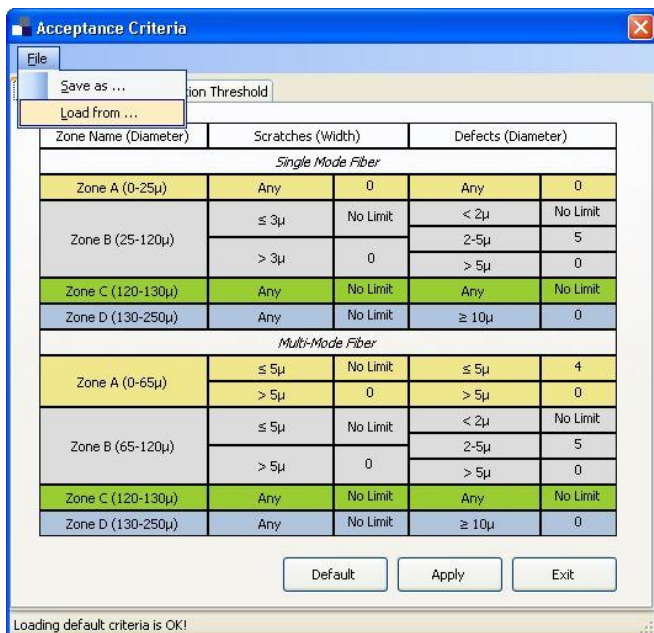 Acceptance Criteria
File
Save as ...
Load from ...
ion Threshold
Zone Name (Diameter) Scratches (Width) Defects (Diameter)
Single Mode Fiber
Zone A (0-25µ) Any 0 Any 0
Zone B (25-120µ) ≤ 3µ No Limit < 2µ No Limit
2-5µ 5
> 3µ 0 > 5µ 0
Zone C (120-130µ) Any No Limit Any No Limit
Zone D (130-250µ) Any No Limit ≥ 10µ 0
Multi-Mode Fiber
Zone A (0-65µ) ≤ 5µ No Limit ≤ 5µ 4
> 5µ 0 > 5µ 0
Zone B (65-120µ) ≤ 5µ No Limit < 2µ No Limit
2-5µ 5
> 5µ 0 > 5µ 0
Zone C (120-130µ) Any No Limit Any No Limit
Zone D (130-250µ) Any No Limit ≥ 10µ 0
Default Apply Exit
Loading default criteria is OK!